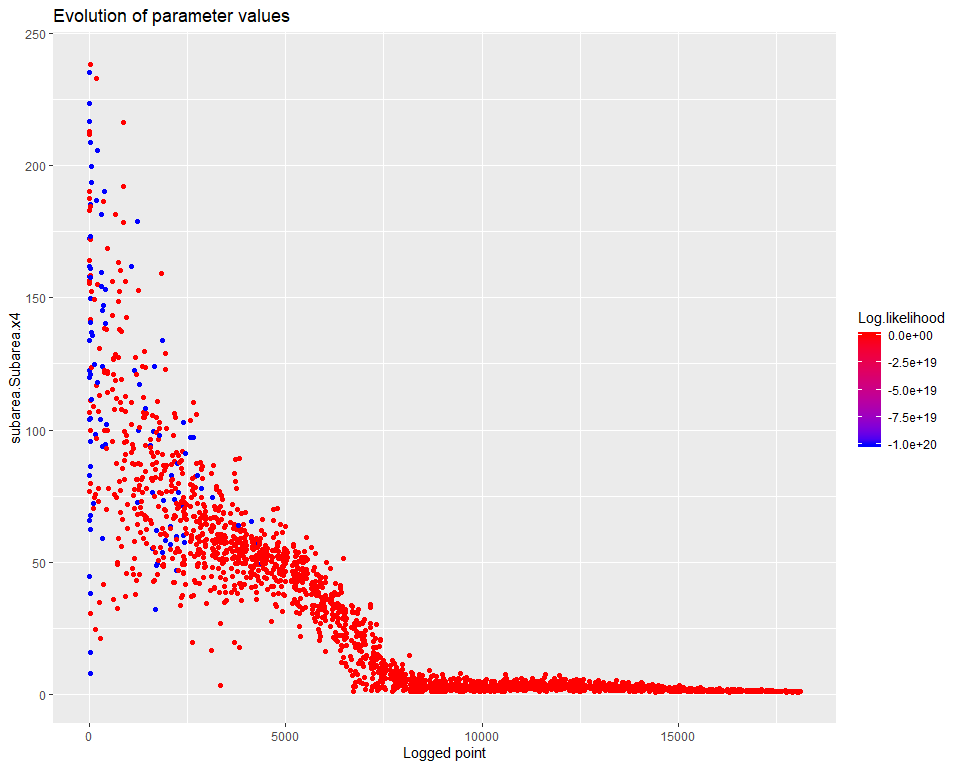 Evolution of parameter values
250
200
150
100
50
0
subarea.Subarea.x4
0
5000
10000
15000
Logged point
Log.likelihood
0.0e+00
-2.5e+19
-5.0e+19
-7.5e+19
-1.0e+20